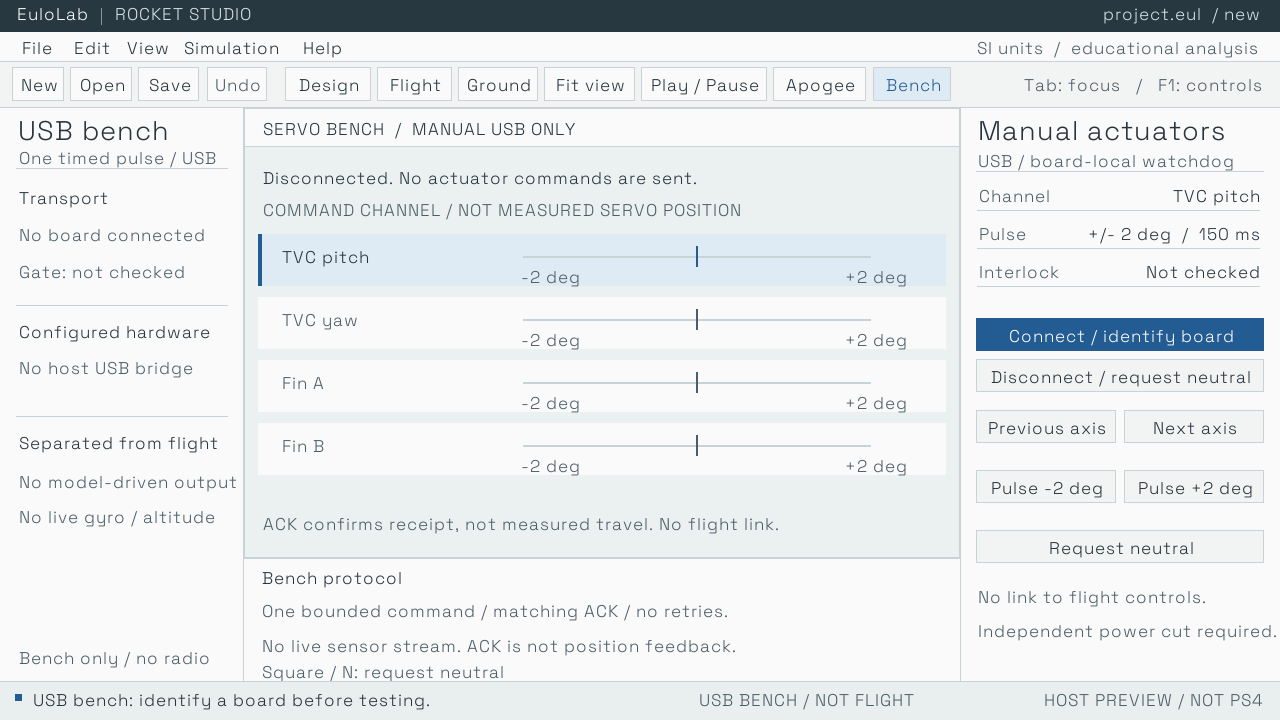 EuloLab | ROCKET STUDIO
project.eul / new
File Edit View Simulation Help
SI units / educational analysis
New Open Save Undo Design Flight Ground Fit view Play / Pause Apogee Bench
Tab: focus / F1: controls
USB bench
One timed pulse / USB
Transport
No board connected
Gate: not checked
Configured hardware
No host USB bridge
Separated from flight
No model-driven output
No live gyro / altitude
Bench only / no radio
SERVO BENCH / MANUAL USB ONLY
Disconnected. No actuator commands are sent.
COMMAND CHANNEL / NOT MEASURED SERVO POSITION
TVC pitch
-2 deg +2 deg
TVC yaw
-2 deg +2 deg
Fin A
-2 deg +2 deg
Fin B
-2 deg +2 deg
ACK confirms receipt, not measured travel. No flight link.
Bench protocol
One bounded command / matching ACK / no retries.
No live sensor stream. ACK is not position feedback.
Square / N: request neutral
Manual actuators
USB / board-local watchdog
Channel TVC pitch
Pulse +/- 2 deg / 150 ms
Interlock Not checked
Connect / identify board
Disconnect / request neutral
Previous axis Next axis
Pulse -2 deg Pulse +2 deg
Request neutral
No link to flight controls.
Independent power cut required.
USB bench: identify a board before testing.
USB BENCH / NOT FLIGHT
HOST PREVIEW / NOT PS4